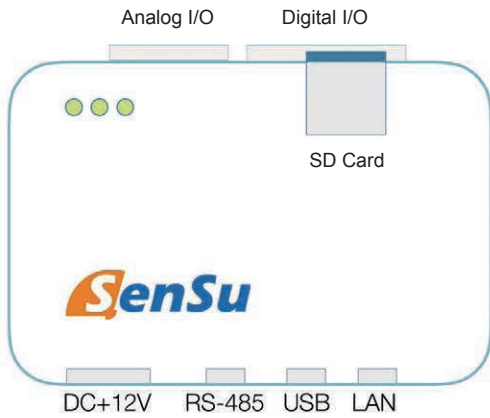 Analog I/O Digital I/O
SD Card
SenSu
DC+12V RS-485 USB LAN